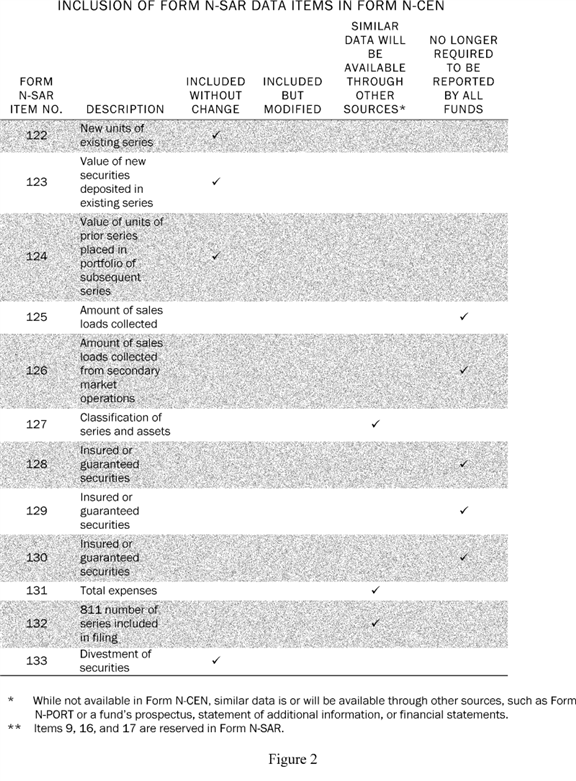 INCLUSION OF FORM N-SAR DATA ITEMS IN FORM N-CEN
FORM
N-SAR
ITEM NO.
DESCRIPTION
INCLUDED
WITHOUT
CHANGE
INCLUDED
BUT
MODIFIED
SIMILAR
DATA WILL
BE
AVAILABLE
THROUGH
OTHER
SOURCES*
NO LONGER
REQUIRED
TO BE
REPORTED
BY ALL
FUNDS
122
New units of
existing series
✓
123
Value of new
securities
deposited in
existing series
✓
124
Value of units of
prior series
placed in
portfolio of
subsequent
series
✓
125
Amount of sales
loads collected
✓
126
Amount of sales
loads collected
from secondary
market
operations
✓
127
Classification of
series and assets
✓
128
Insured or
guaranteed
securities
✓
129
Insured or
guaranteed
securities
✓
130
Insured or
guaranteed
securities
✓
131
Total expenses
✓
132
811 number of
series included
in filing
✓
133
Divestment of
securities
✓
* While not available in Form N-CEN, similar data is or will be available through other sources, such as Form
N-PORT or a fund's prospectus, statement of additional information, or financial statements.
** Items 9, 16, and 17 are reserved in Form N-SAR.
Figure 2